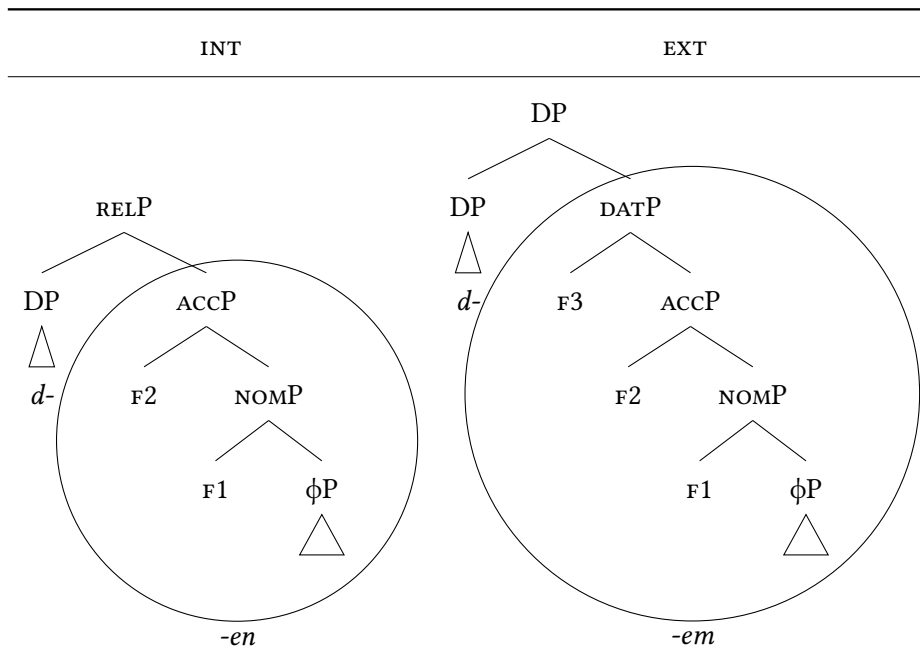 INT EXT
DP
RELP DP DATP
DP ACCP d- F3 ACCP
d- F2 NOMP F2 NOMP
F1 ϕP F1 ϕP
-en -em